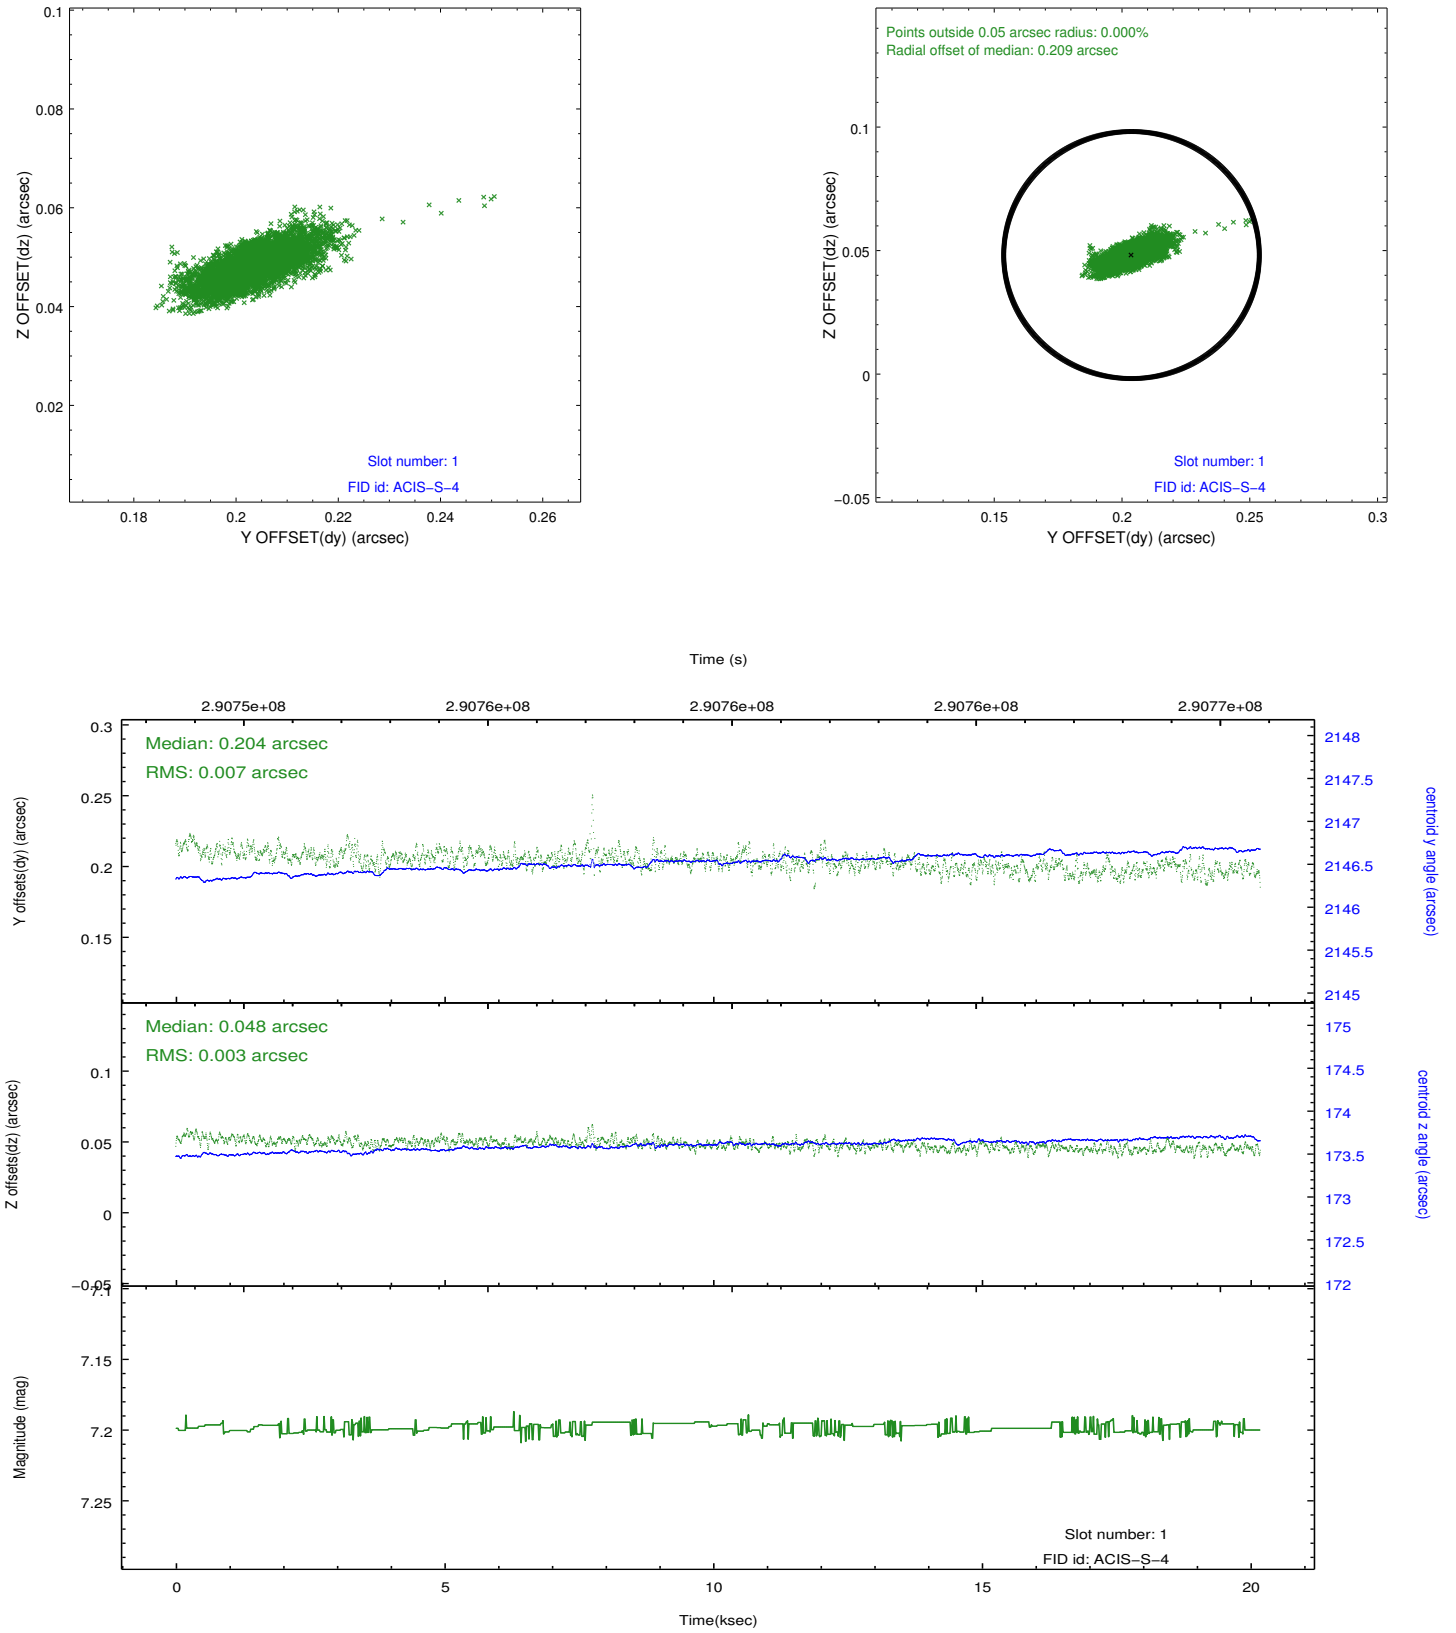 0.1
0.08
0.06
0.04
0.02
Z OFFSET(dz) (arcsec)
0.18 0.2 0.22 0.24 0.26
Y OFFSET(dy) (arcsec)
Slot number: 1
FID id: ACIS−S−4
Points outside 0.05 arcsec radius: 0.000%
Radial offset of median: 0.209 arcsec
0.1
0.05
0
−0.05
Z OFFSET(dz) (arcsec)
0.15 0.2 0.25 0.3
Y OFFSET(dy) (arcsec)
Slot number: 1
FID id: ACIS−S−4
Time (s)
2.9075e+08 2.9076e+08 2.9076e+08 2.9076e+08 2.9077e+08
Median: 0.204 arcsec
RMS: 0.007 arcsec
0.3
0.25
0.2
0.15
Y offsets(dy) (arcsec)
2148
2147.5
2147
2146.5
2146
2145.5
2145
centroid y angle (arcsec)
Median: 0.048 arcsec
RMS: 0.003 arcsec
0.1
0.05
0
−0.05
Z offsets(dz) (arcsec)
175
174.5
174
173.5
173
172.5
172
centroid z angle (arcsec)
7.1
7.15
7.2
7.25
Magnitude (mag)
Slot number: 1
FID id: ACIS−S−4
0 5 10 15 20
Time(ksec)